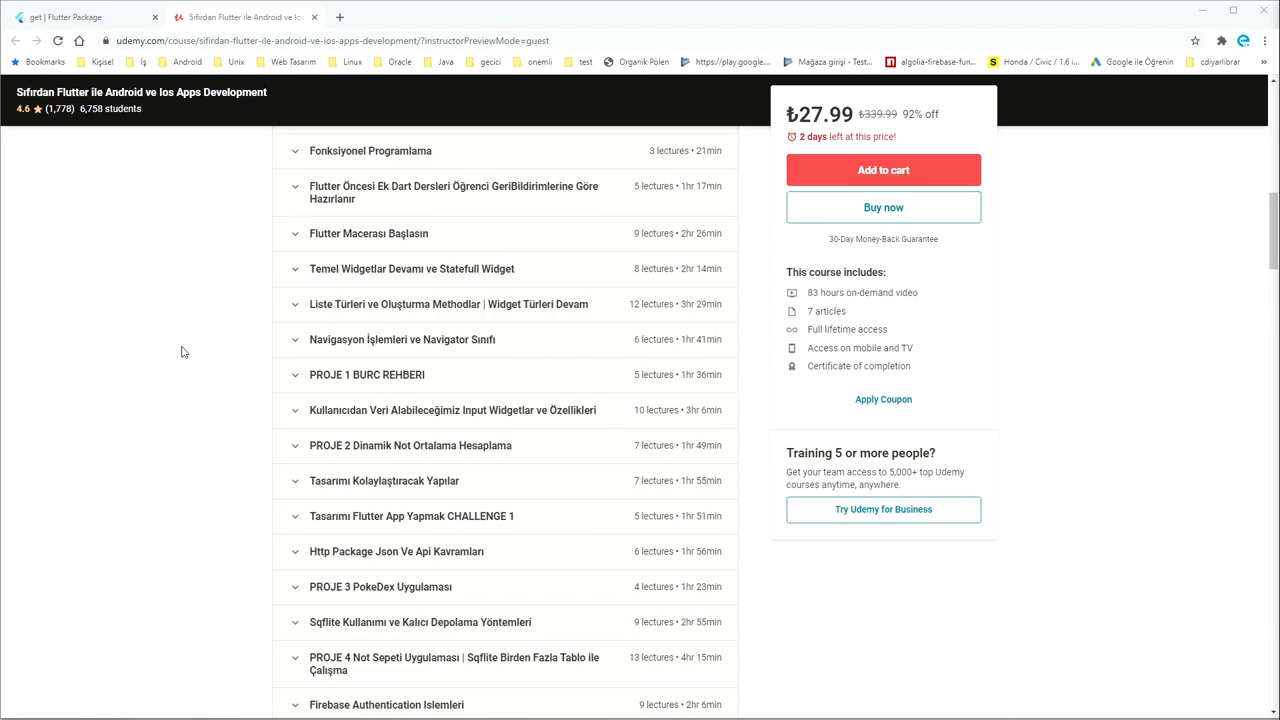 get | Flutter Package
Sıfırdan Flutter ile Android ve Ios
udemy.com/course/sifirdan-flutter-ile-android-ve-ios-apps-development/?instructorPreviewMode=guest
Bookmarks Kişisel İş Android Unix Web Tasarım Linux Oracle Java gecici onemli test Organik Polen https://play.google.... Mağaza girişi - Test... algolia-firebase-fun... Honda / Civic / 1.6 i... Google ile Öğrenin cdiyarlibrar
Sıfırdan Flutter ile Android ve Ios Apps Development
4.6 ★ (1,778) 6,758 students
Fonksiyonel Programlama 3 lectures • 21min
Flutter Öncesi Ek Dart Dersleri Öğrenci GeriBildirimlerine Göre
Hazırlanır
5 lectures • 1hr 17min
Flutter Macerası Başlasın 9 lectures • 2hr 26min
Temel Widgetlar Devamı ve Statefull Widget 8 lectures • 2hr 14min
Liste Türleri ve Oluşturma Methodlar | Widget Türleri Devam 12 lectures • 3hr 29min
Navigasyon İşlemleri ve Navigator Sınıfı 6 lectures • 1hr 41min
PROJE 1 BURC REHBERI 5 lectures • 1hr 36min
Kullanıcıdan Veri Alabileceğimiz Input Widgetlar ve Özellikleri 10 lectures • 3hr 6min
PROJE 2 Dinamik Not Ortalama Hesaplama 7 lectures • 1hr 49min
Tasarımı Kolaylaştıracak Yapılar 7 lectures • 1hr 55min
Tasarımı Flutter App Yapmak CHALLENGE 1 5 lectures • 1hr 51min
Http Package Json Ve Api Kavramları 6 lectures • 1hr 56min
PROJE 3 PokeDex Uygulaması 4 lectures • 1hr 23min
Sqflite Kullanımı ve Kalıcı Depolama Yöntemleri 9 lectures • 2hr 55min
PROJE 4 Not Sepeti Uygulaması | Sqflite Birden Fazla Tablo ile
Çalışma
13 lectures • 4hr 15min
Firebase Authentication Islemleri 9 lectures • 2hr 6min
₺27.99 ₺339.99 92% off
2 days left at this price!
Add to cart
Buy now
30-Day Money-Back Guarantee
This course includes:
83 hours on-demand video
7 articles
Full lifetime access
Access on mobile and TV
Certificate of completion
Apply Coupon
Training 5 or more people?
Get your team access to 5,000+ top Udemy
courses anytime, anywhere.
Try Udemy for Business